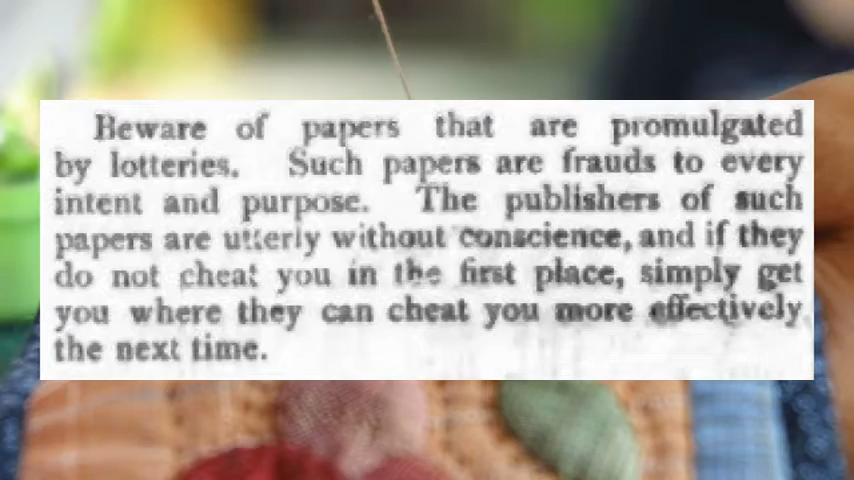 Beware of papers that are promulgated
by lotteries. Such papers are frauds to every
intent and purpose. The publishers of such
papers are utterly without conscience, and if they
do not cheat you in the first place, simply get
you where they can cheat you more effectively
the next time.